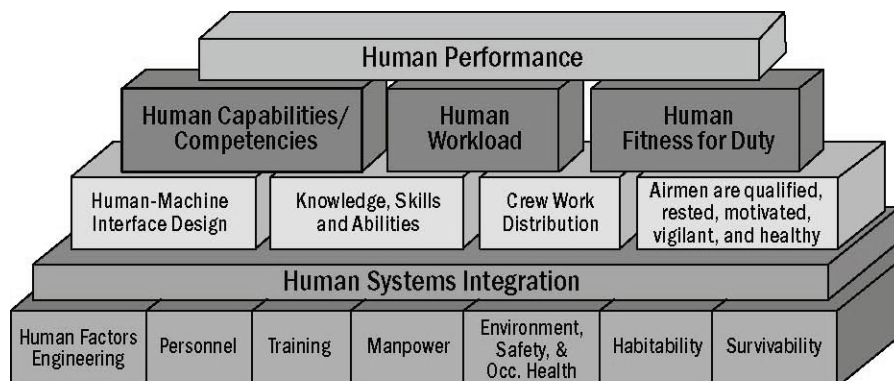 Human Performance
Human Capabilities/
Competencies
Human
Workload
Human
Fitness for Duty
Human-Machine
Interface Design
Knowledge, Skills
and Abilities
Crew Work
Distribution
Airmen are qualified,
rested, motivated,
vigilant, and healthy
Human Systems Integration
Human Factors
Engineering
Personnel
Training
Manpower
Environment,
Safety, &
Occ. Health
Habitability
Survivability